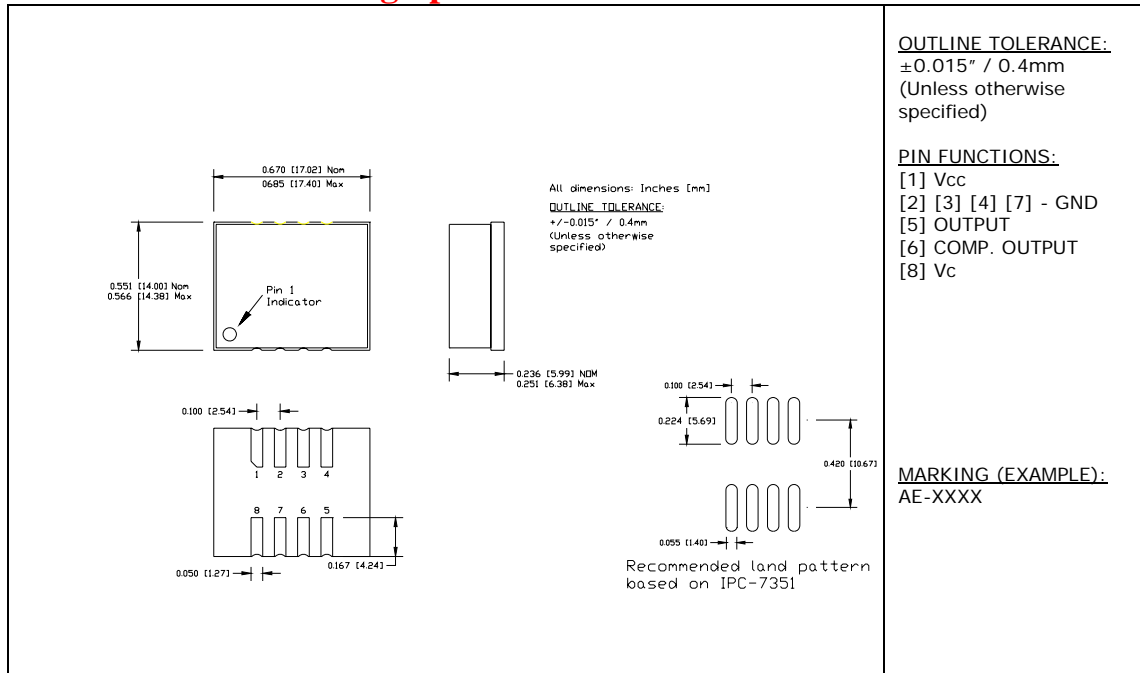 0.670 [17.02] Nom
0685 [17.40] Max
0.551 [14.00] Nom
0.566 [14.38] Max
Pin 1
Indicator
All dimensions: Inches [mm]
OUTLINE TOLERANCE:
+/-0.015" / 0.4mm
(Unless otherwise
specified)
0.236 [5.99] NOM
0.251 [6.38] Max
0.100 [2.54]
1 2 3 4
8 7 6 5
0.050 [1.27]
0.167 [4.24]
0.100 [2.54]
0.224 [5.69]
0.420 [10.67]
0.055 [1.40]
Recommended land pattern
based on IPC-7351
OUTLINE TOLERANCE:
±0.015" / 0.4mm
(Unless otherwise
specified)
PIN FUNCTIONS:
[1] Vcc
[2] [3] [4] [7] - GND
[5] OUTPUT
[6] COMP. OUTPUT
[8] Vc
MARKING (EXAMPLE):
AE-XXXX